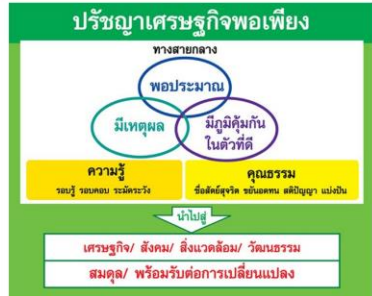 ปรัชญาเศรษฐกิจพอเพียง
ทางสายกลาง
พอประมาณ
มีเหตุผล
มีภูมิคุ้มกัน
ในตัวที่ดี
ความรู้
รอบรู้ รอบคอบ ระมัดระวัง
คุณธรรม
ซื่อสัตย์สุจริต ขยันอดทน สติปัญญา แบ่งปัน
นำไปสู่
เศรษฐกิจ/ สังคม/ สิ่งแวดล้อม/ วัฒนธรรม
สมดุล/ พร้อมรับต่อการเปลี่ยนแปลง